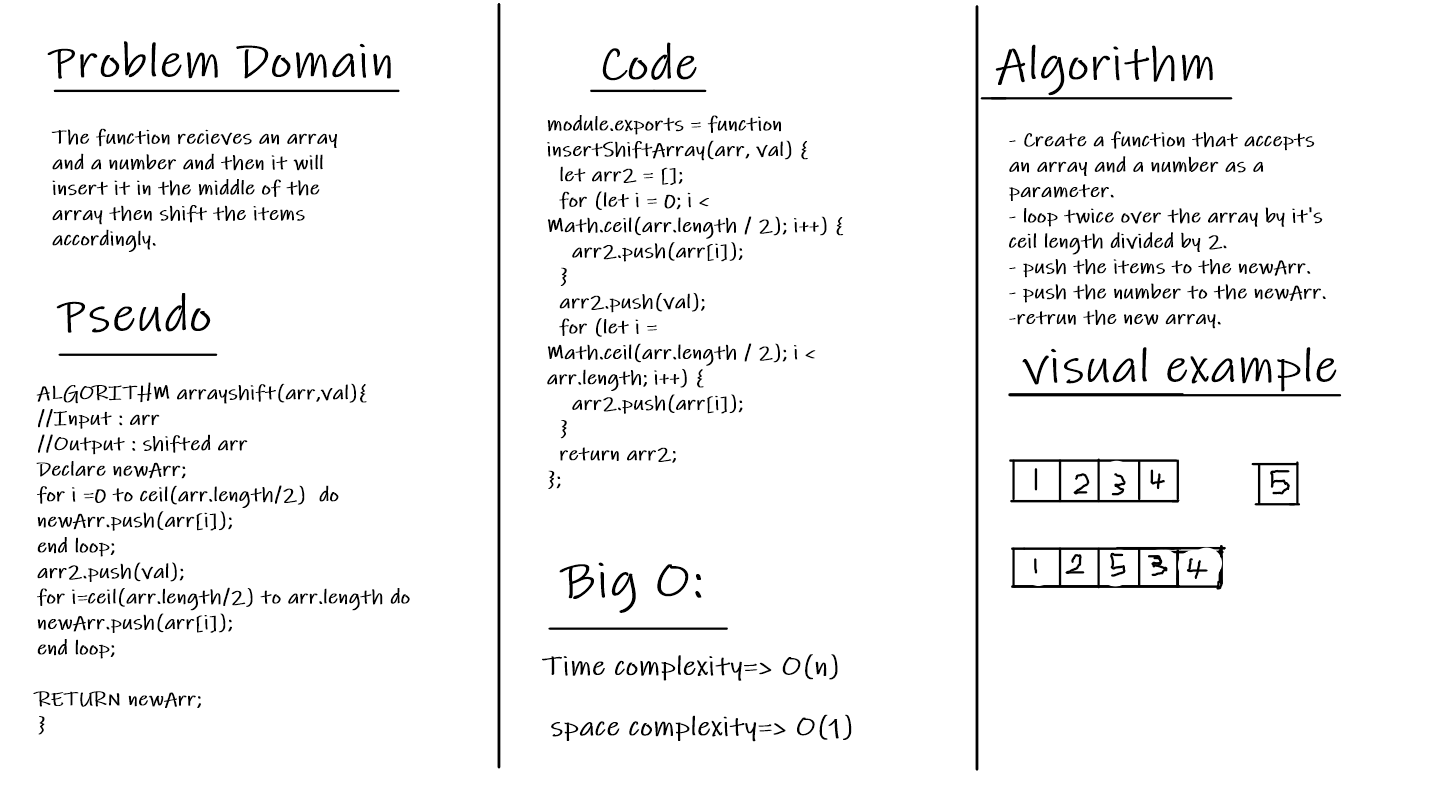 Problem Domain
The function recieves an array
and a number and then it will
insert it in the middle of the
array then shift the items
accordingly.
Pseudo
ALGORITHM arrayshift(arr,val){
//Input : arr
//Output : shifted arr
Declare newArr;
for i =0 to ceil(arr.length/2) do
newArr.push(arr[i]);
end loop;
arr2.push(val);
for i=ceil(arr.length/2) to arr.length do
newArr.push(arr[i]);
end loop;
RETURN newArr;
}
Code
module.exports = function
insertShiftArray(arr, val) {
let arr2 = [];
for (let i = 0; i <
Math.ceil(arr.length / 2); i++) {
arr2.push(arr[i]);
}
arr2.push(val);
for (let i =
Math.ceil(arr.length / 2); i <
arr.length; i++) {
arr2.push(arr[i]);
}
return arr2;
};
Big O:
Time complexity=> O(n)
space complexity=> O(1)
Algorithm
- Create a function that accepts
an array and a number as a
parameter.
- loop twice over the array by it's
ceil length divided by 2.
- push the items to the newArr.
- push the number to the newArr.
-retrun the new array.
visual example
1 2 3 4 5
1 2 5 3 4